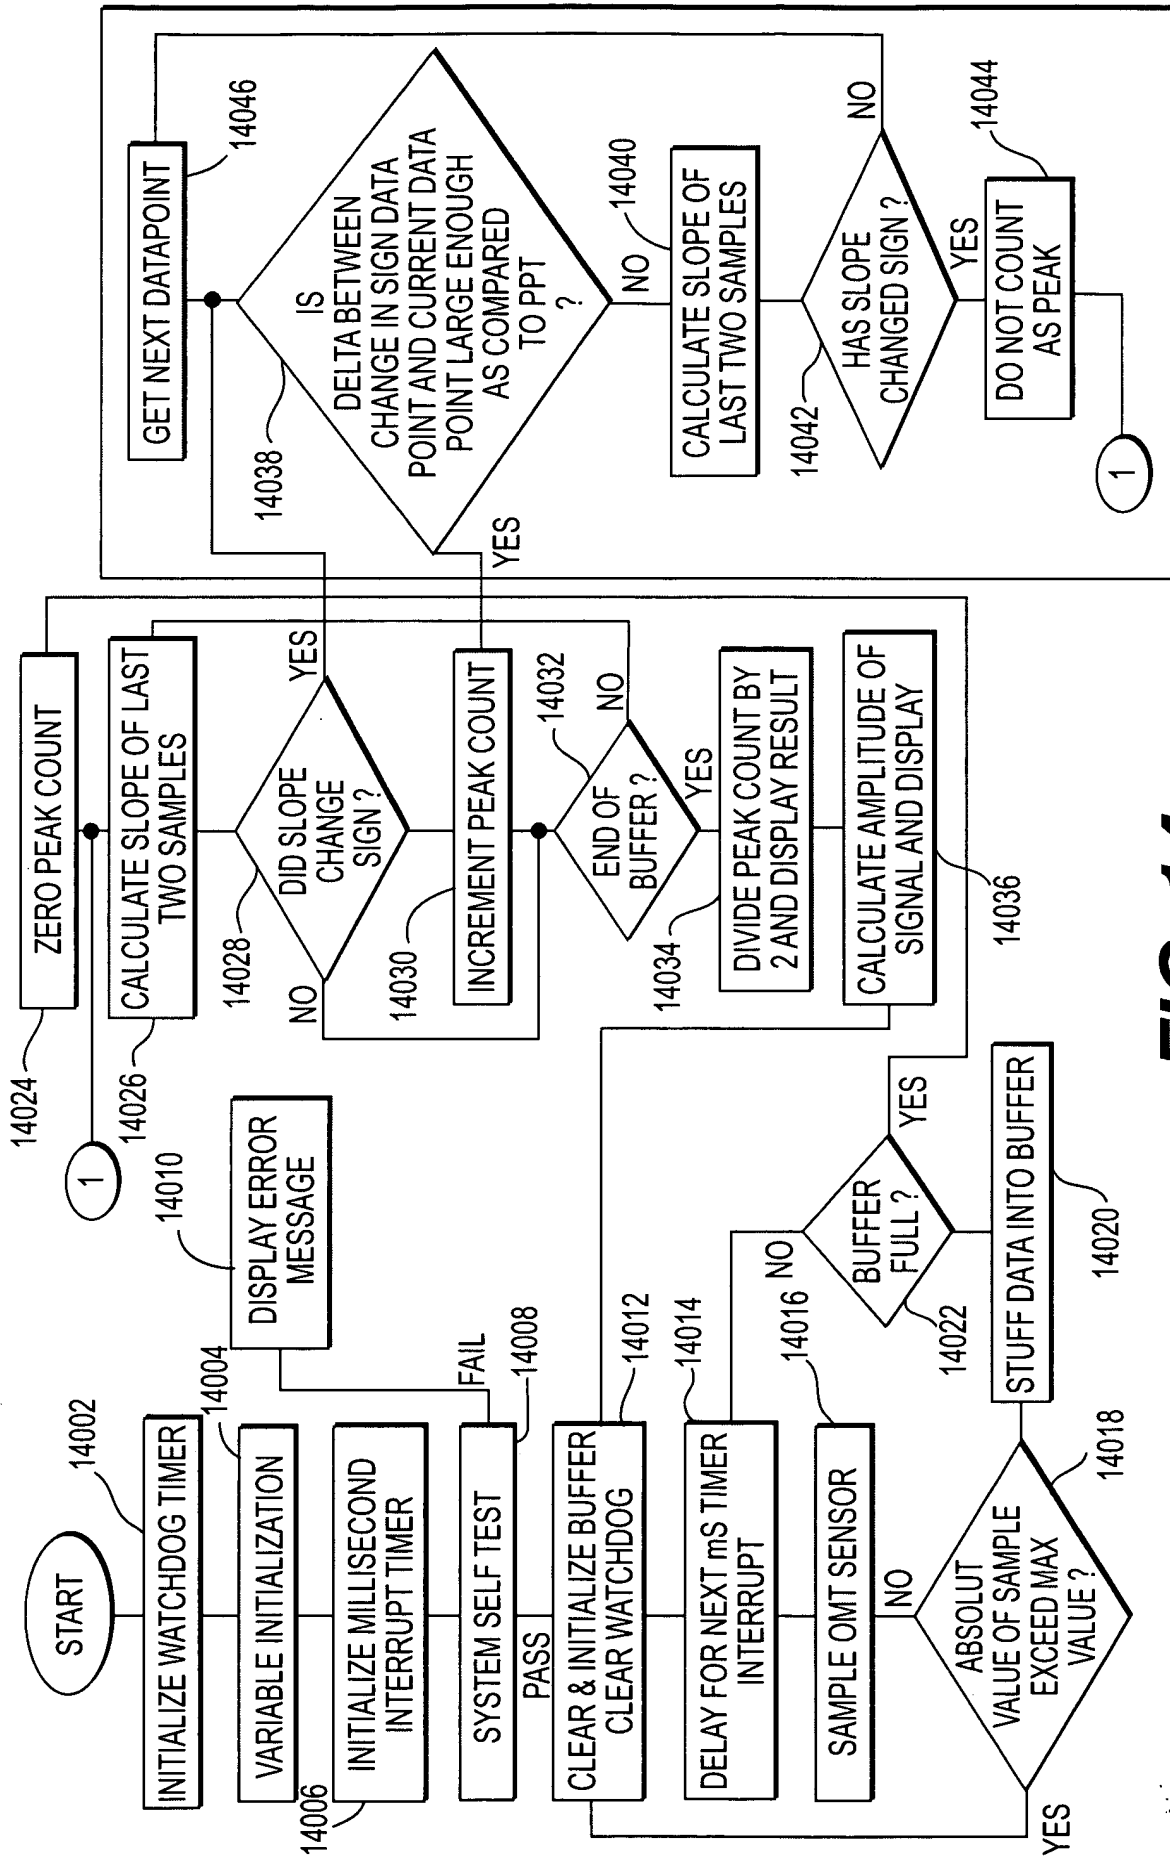 START
14002
INITIALIZE WATCHDOG TIMER
14004
VARIABLE INITIALIZATION
14006
INITIALIZE MILLISECOND
INTERRUPT TIMER
14008
SYSTEM SELF TEST
FAIL
PASS
14010
DISPLAY ERROR
MESSAGE
14012
CLEAR & INITIALIZE BUFFER
CLEAR WATCHDOG
14014
DELAY FOR NEXT mS TIMER
INTERRUPT
14016
SAMPLE OMT SENSOR
NO
14018
ABSOLUT
VALUE OF SAMPLE
EXCEED MAX
VALUE ?
YES
14020
STUFF DATA INTO BUFFER
14022
BUFFER
FULL ?
NO
YES
14024
ZERO PEAK COUNT
1
14026
CALCULATE SLOPE OF LAST
TWO SAMPLES
14028
DID SLOPE
CHANGE
SIGN ?
YES
NO
14030
INCREMENT PEAK COUNT
14032
END OF
BUFFER ?
NO
YES
14034
DIVIDE PEAK COUNT BY
2 AND DISPLAY RESULT
CALCULATE AMPLITUDE OF
SIGNAL AND DISPLAY
14036
GET NEXT DATAPOINT
14046
14038
IS
DELTA BETWEEN
CHANGE IN SIGN DATA
POINT AND CURRENT DATA
POINT LARGE ENOUGH
AS COMPARED
TO PPT
?
YES
NO
14040
CALCULATE SLOPE OF
LAST TWO SAMPLES
14042
HAS SLOPE
CHANGED SIGN ?
NO
YES
14044
DO NOT COUNT
AS PEAK
1